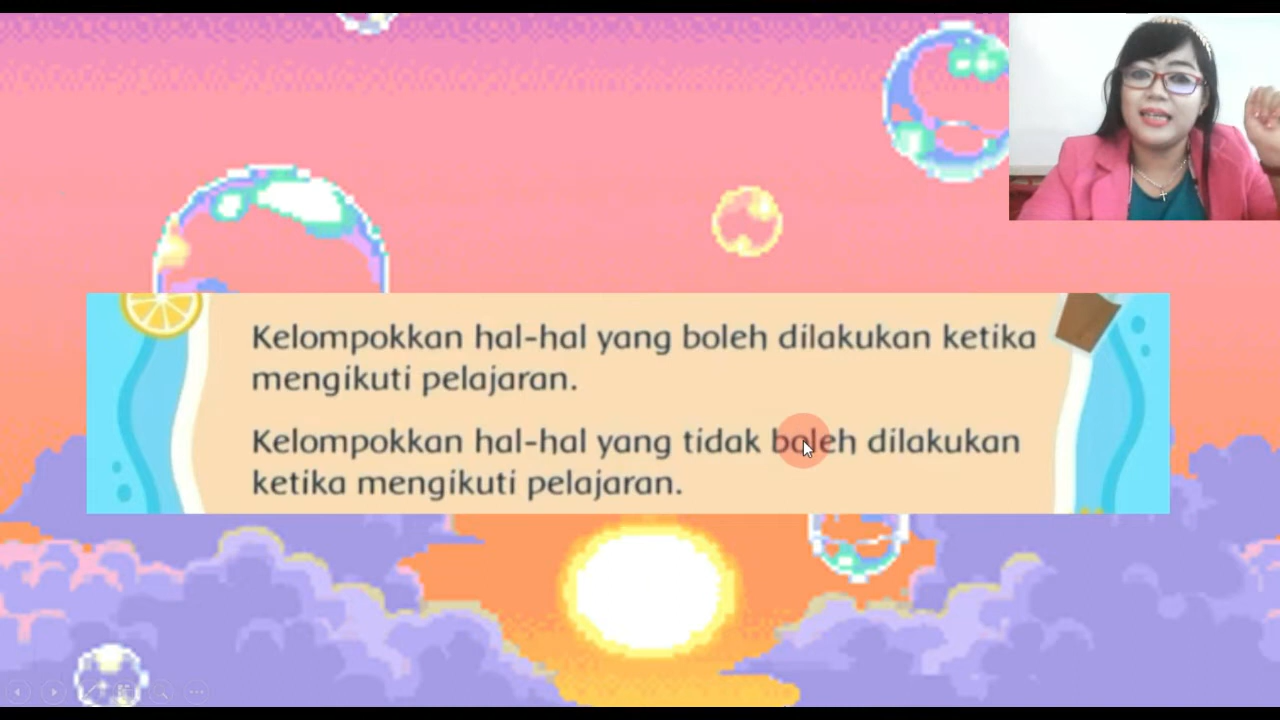 Kelompokkan hal-hal yang boleh dilakukan ketika
mengikuti pelajaran.
Kelompokkan hal-hal yang tidak boleh dilakukan
ketika mengikuti pelajaran.